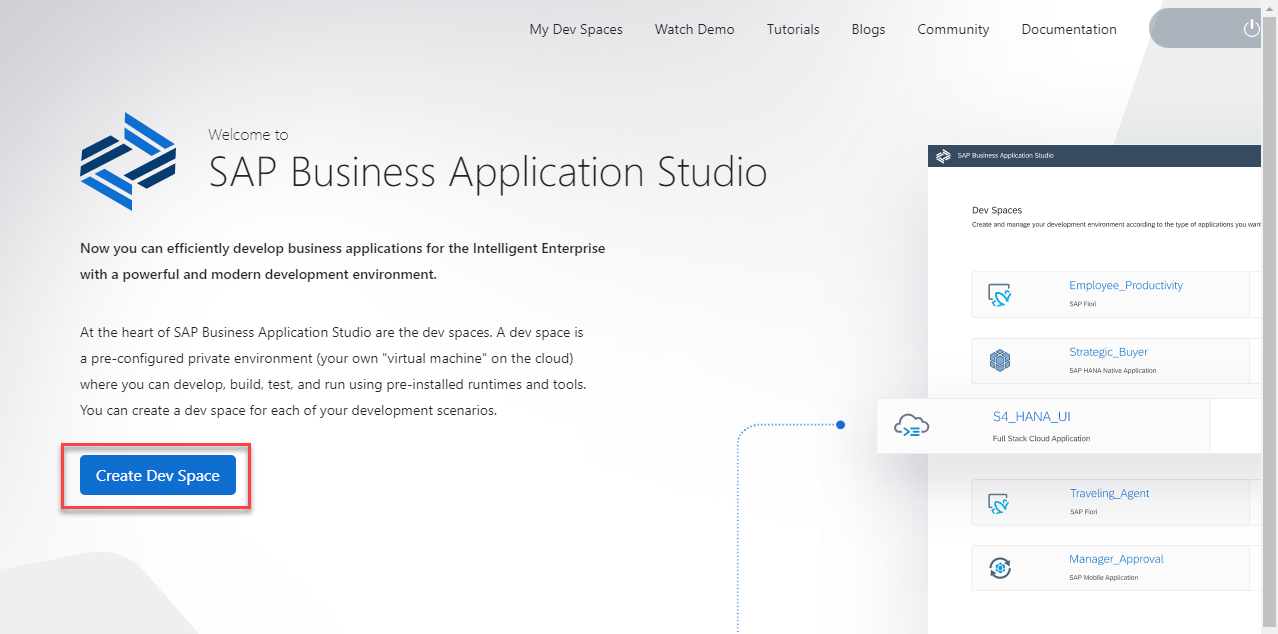 My Dev Spaces Watch Demo Tutorials Blogs Community Documentation
Welcome to
SAP Business Application Studio
Now you can efficiently develop business applications for the Intelligent Enterprise
with a powerful and modern development environment.
At the heart of SAP Business Application Studio are the dev spaces. A dev space is
a pre-configured private environment (your own "virtual machine" on the cloud)
where you can develop, build, test, and run using pre-installed runtimes and tools.
You can create a dev space for each of your development scenarios.
Create Dev Space
SAP Business Application Studio
Dev Spaces
Create and manage your development environment according to the type of applications you want
Employee_Productivity
SAP Fiori
Strategic_Buyer
SAP HANA Native Application
S4_HANA_UI
Full Stack Cloud Application
Traveling_Agent
SAP Fiori
Manager_Approval
SAP Mobile Application